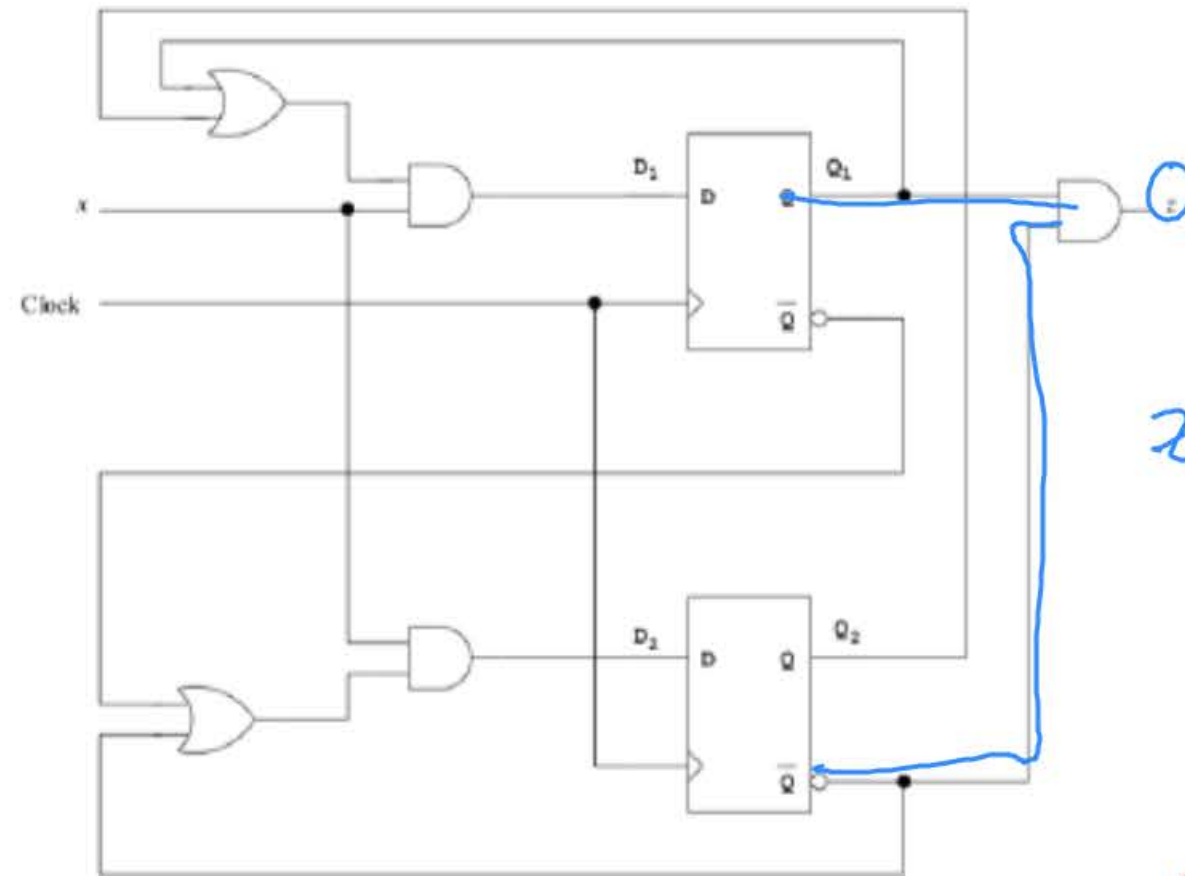 D₁ Q₁
x D Q
Clock
Q̅
D₂ Q₂
D Q
Q̅